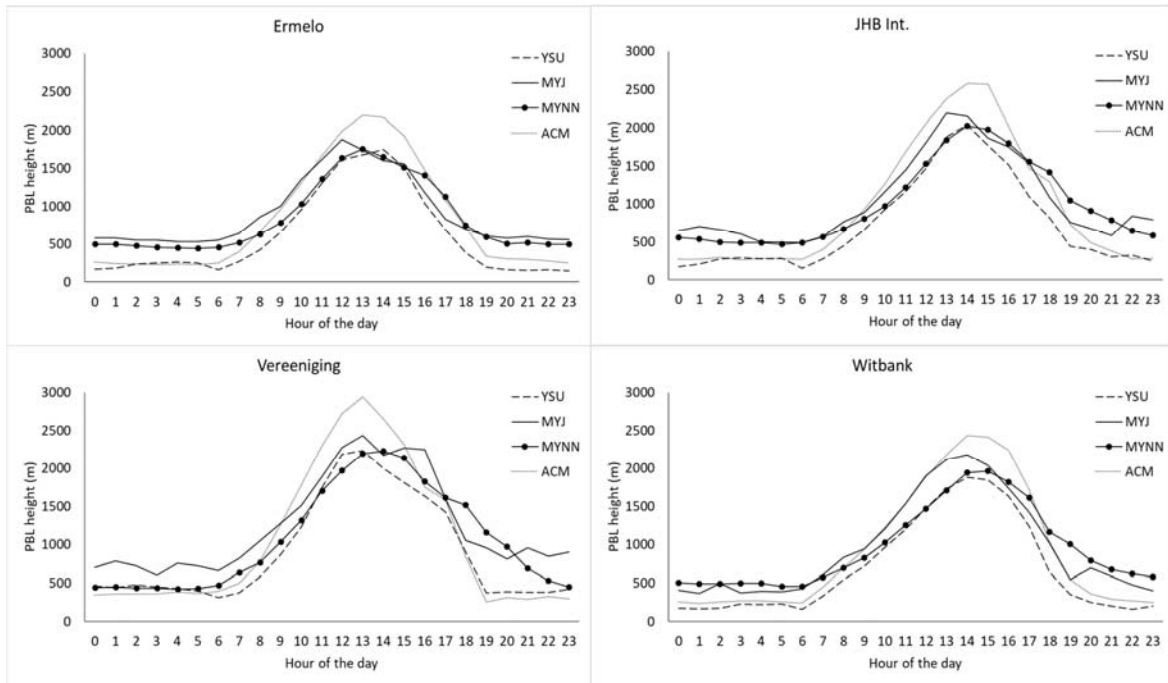 Ermelo
PBL height (m)
3000
2500
2000
1500
1000
500
0
YSU
MYJ
MYNN
ACM
0 1 2 3 4 5 6 7 8 9 10 11 12 13 14 15 16 17 18 19 20 21 22 23
Hour of the day
JHB Int.
PBL height (m)
3000
2500
2000
1500
1000
500
0
YSU
MYJ
MYNN
ACM
0 1 2 3 4 5 6 7 8 9 10 11 12 13 14 15 16 17 18 19 20 21 22 23
Hour of the day
Vereeniging
PBL height (m)
3000
2500
2000
1500
1000
500
0
YSU
MYJ
MYNN
ACM
0 1 2 3 4 5 6 7 8 9 10 11 12 13 14 15 16 17 18 19 20 21 22 23
Hour of the day
Witbank
PBL height (m)
3000
2500
2000
1500
1000
500
0
YSU
MYJ
MYNN
ACM
0 1 2 3 4 5 6 7 8 9 10 11 12 13 14 15 16 17 18 19 20 21 22 23
Hour of the day